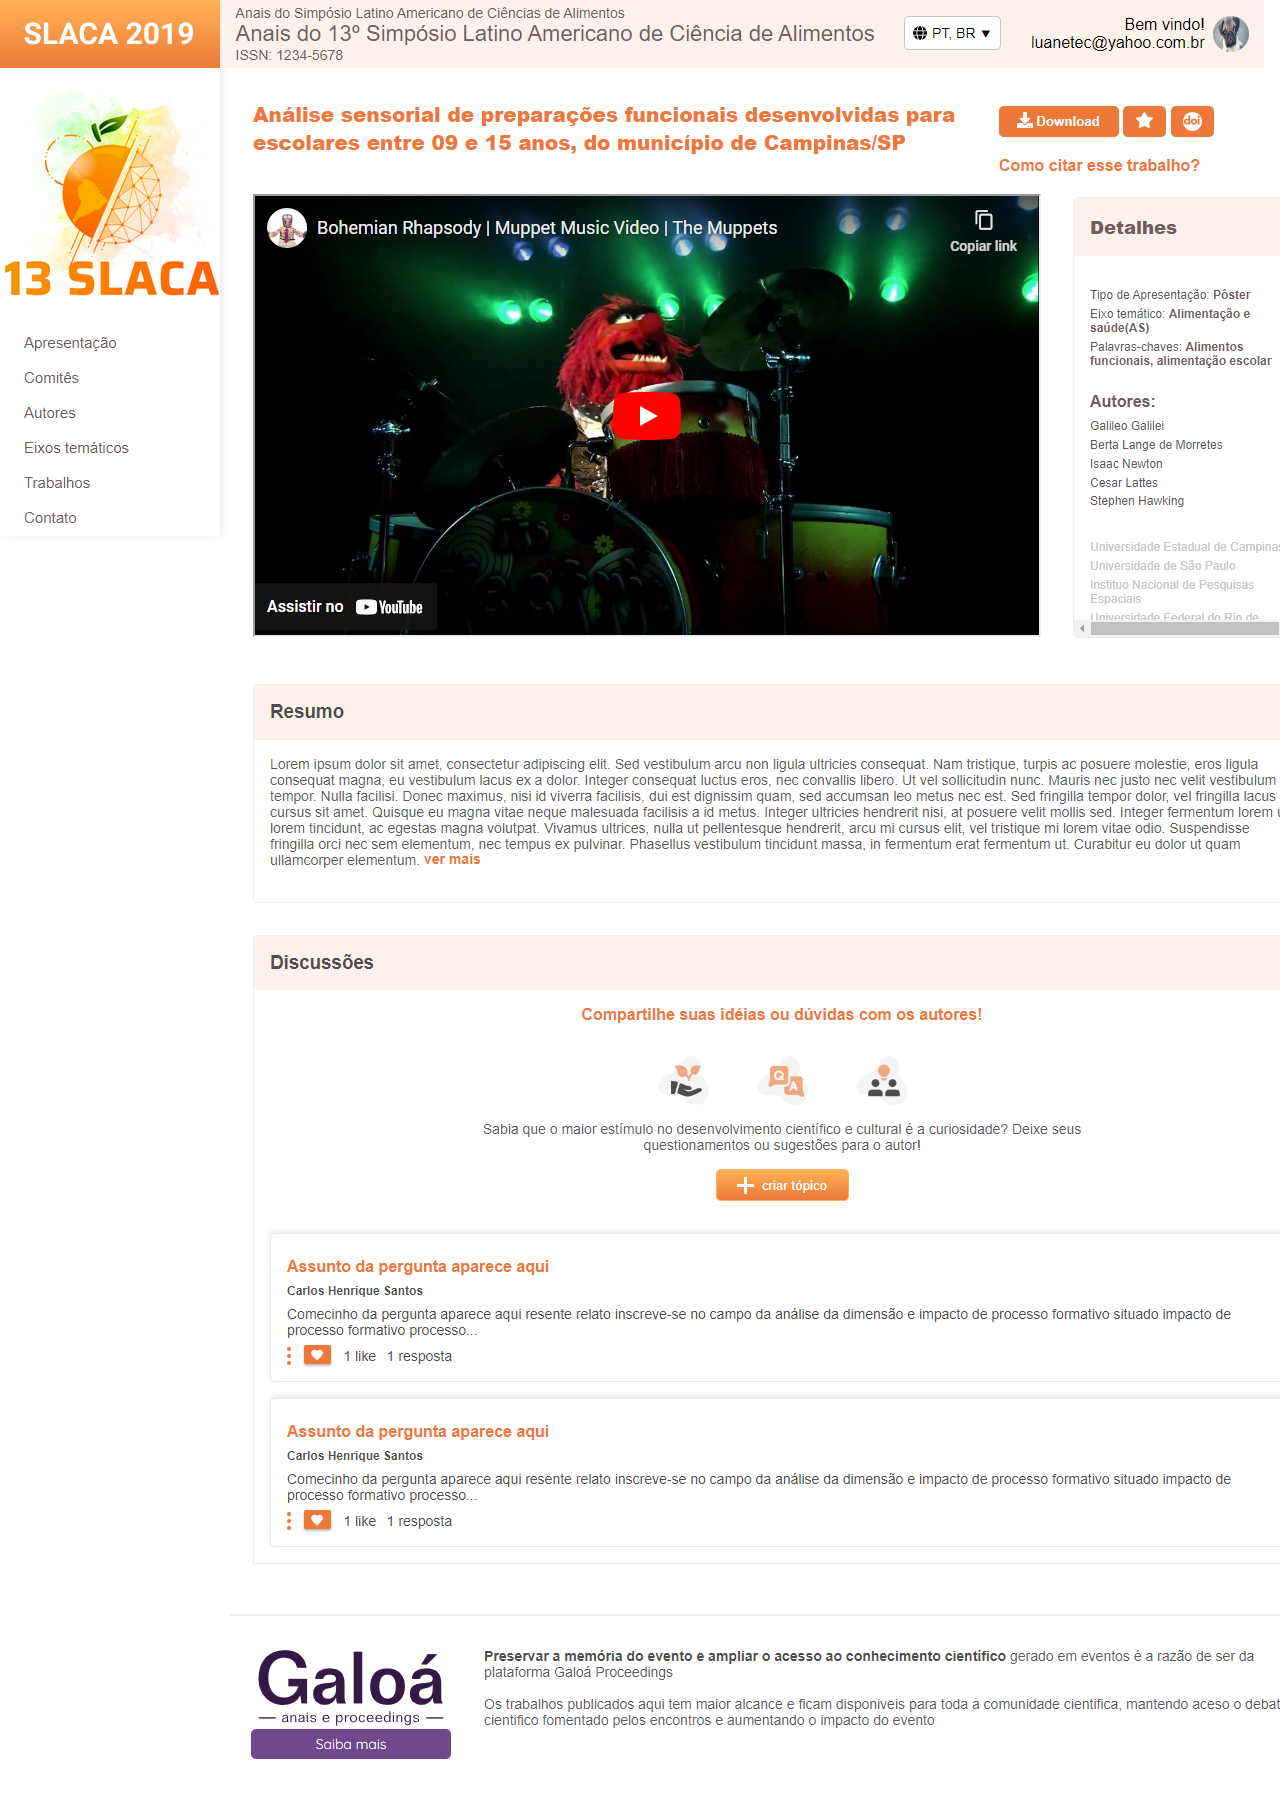 SLACA 2019
Anais do Simpósio Latino Americano de Ciências de Alimentos
Anais do 13º Simpósio Latino Americano de Ciência de Alimentos
ISSN: 1234-5678
PT, BR ▼
Bem vindo!
luanetec@yahoo.com.br
13 SLACA
Apresentação
Comitês
Autores
Eixos temáticos
Trabalhos
Contato
Análise sensorial de preparações funcionais desenvolvidas para
escolares entre 09 e 15 anos, do município de Campinas/SP
Download
doi
Como citar esse trabalho?
Bohemian Rhapsody | Muppet Music Video | The Muppets
Copiar link
Assistir no YouTube
Detalhes
Tipo de Apresentação: Pôster
Eixo temático: Alimentação e
saúde(AS)
Palavras-chaves: Alimentos
funcionais, alimentação escolar
Autores:
Galileo Galilei
Berta Lange de Morretes
Isaac Newton
Cesar Lattes
Stephen Hawking
Universidade Estadual de Campinas
Universidade de São Paulo
Instituo Nacional de Pesquisas
Espaciais
Universidade Federal do Rio de
Resumo
Lorem ipsum dolor sit amet, consectetur adipiscing elit. Sed vestibulum arcu non ligula ultricies consequat. Nam tristique, turpis ac posuere molestie, eros ligula
consequat magna, eu vestibulum lacus ex a dolor. Integer consequat luctus eros, nec convallis libero. Ut vel sollicitudin nunc. Mauris nec justo nec velit vestibulum
tempor. Nulla facilisi. Donec maximus, nisi id viverra facilisis, dui est dignissim quam, sed accumsan leo metus nec est. Sed fringilla tempor dolor, vel fringilla lacus
cursus sit amet. Quisque eu magna vitae neque malesuada facilisis a id metus. Integer ultricies hendrerit nisi, at posuere velit mollis sed. Integer fermentum lorem
lorem tincidunt, ac egestas magna volutpat. Vivamus ultrices, nulla ut pellentesque hendrerit, arcu mi cursus elit, vel tristique mi lorem vitae odio. Suspendisse
fringilla orci nec sem elementum, nec tempus ex pulvinar. Phasellus vestibulum tincidunt massa, in fermentum erat fermentum ut. Curabitur eu dolor ut quam
ullamcorper elementum. ver mais
Discussões
Compartilhe suas idéias ou dúvidas com os autores!
Q
A
Sabia que o maior estímulo no desenvolvimento científico e cultural é a curiosidade? Deixe seus
questionamentos ou sugestões para o autor!
criar tópico
Assunto da pergunta aparece aqui
Carlos Henrique Santos
Comecinho da pergunta aparece aqui resente relato inscreve-se no campo da análise da dimensão e impacto de processo formativo situado impacto de
processo formativo processo...
1 like 1 resposta
Assunto da pergunta aparece aqui
Carlos Henrique Santos
Comecinho da pergunta aparece aqui resente relato inscreve-se no campo da análise da dimensão e impacto de processo formativo situado impacto de
processo formativo processo...
1 like 1 resposta
Galoá
anais e proceedings
Saiba mais
Preservar a memória do evento e ampliar o acesso ao conhecimento científico gerado em eventos é a razão de ser da
plataforma Galoá Proceedings
Os trabalhos publicados aqui tem maior alcance e ficam disponiveis para toda a comunidade cientifica, mantendo aceso o debat
cientifico fomentado pelos encontros e aumentando o impacto do evento